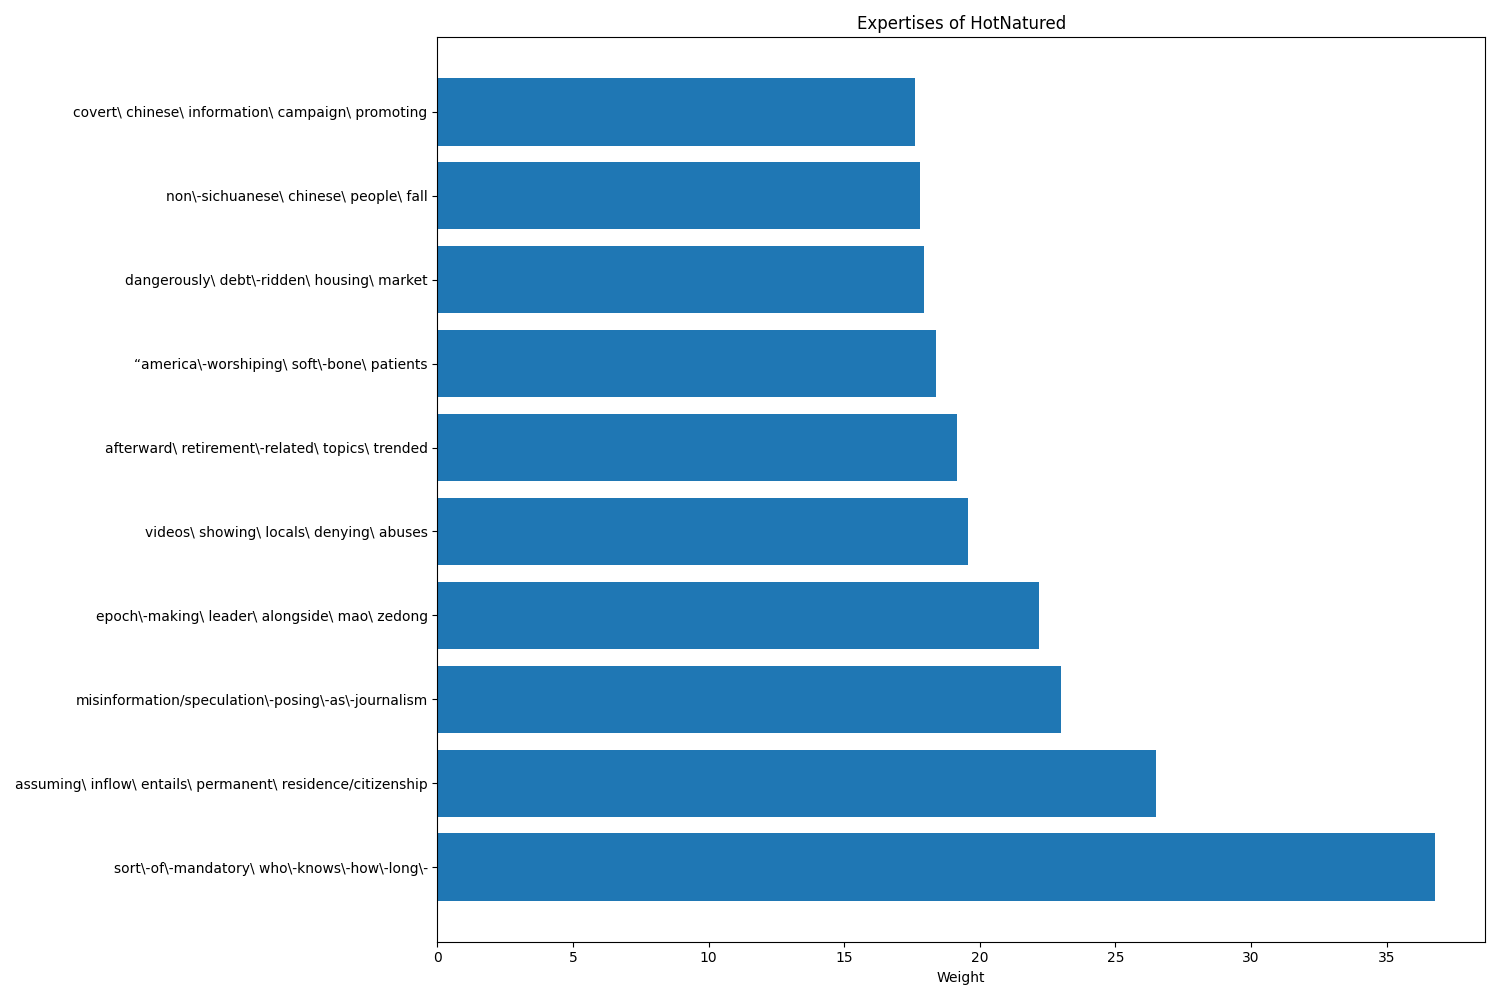 Expertises of HotNatured
covert\ chinese\ information\ campaign\ promoting
non\-sichuanese\ chinese\ people\ fall
dangerously\ debt\-ridden\ housing\ market
“america\-worshiping\ soft\-bone\ patients
afterward\ retirement\-related\ topics\ trended
videos\ showing\ locals\ denying\ abuses
epoch\-making\ leader\ alongside\ mao\ zedong
misinformation/speculation\-posing\-as\-journalism
assuming\ inflow\ entails\ permanent\ residence/citizenship
sort\-of\-mandatory\ who\-knows\-how\-long\-
0 5 10 15 20 25 30 35
Weight